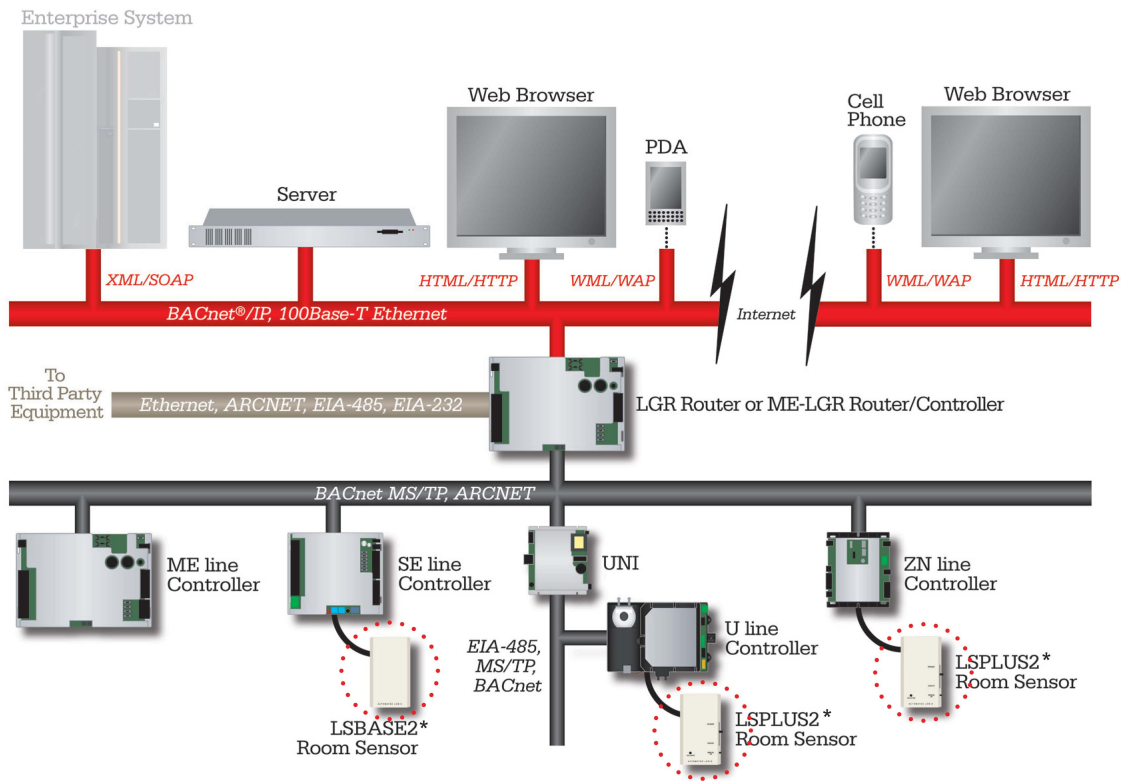 Enterprise System
Web Browser
Cell
Phone
Web Browser
PDA
Server
XML/SOAP
HTML/HTTP
WML/WAP
WML/WAP
HTML/HTTP
BACnet®/IP, 100Base-T Ethernet
Internet
To
Third Party
Equipment
Ethernet, ARCNET, EIA-485, EIA-232
LGR Router or ME-LGR Router/Controller
BACnet MS/TP, ARCNET
ME line
Controller
SE line
Controller
UNI
ZN line
Controller
EIA-485,
MS/TP,
BACnet
U line
Controller
LSPLUS2*
Room Sensor
LSBASE2*
Room Sensor
LSPLUS2*
Room Sensor